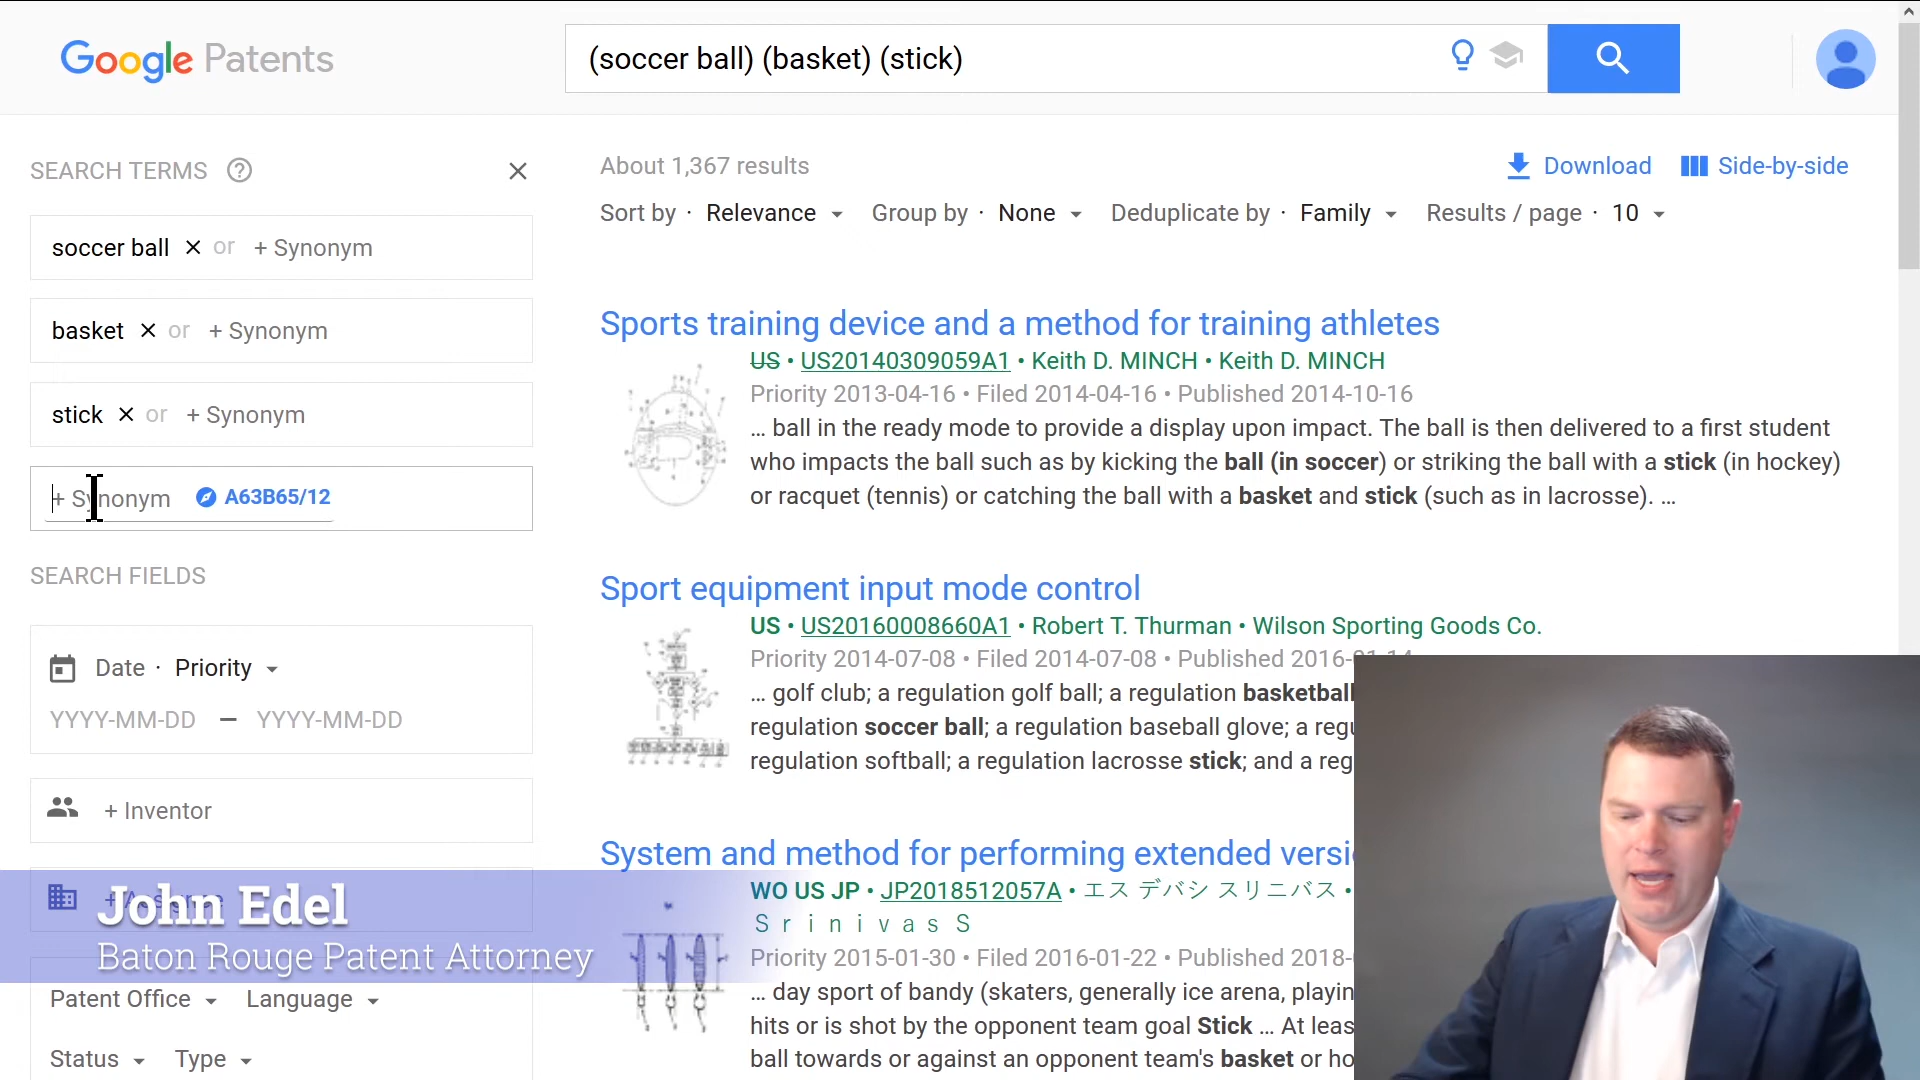 Google Patents
(soccer ball) (basket) (stick)
SEARCH TERMS
soccer ball × or + Synonym
basket × or + Synonym
stick × or + Synonym
+ Synonym A63B65/12
SEARCH FIELDS
Date · Priority
YYYY-MM-DD – YYYY-MM-DD
+ Inventor
John Edel
Baton Rouge Patent Attorney
Patent Office Language
Status Type
About 1,367 results
Download Side-by-side
Sort by · Relevance Group by · None Deduplicate by · Family Results / page · 10
Sports training device and a method for training athletes
US • US20140309059A1 • Keith D. MINCH • Keith D. MINCH
Priority 2013-04-16 • Filed 2014-04-16 • Published 2014-10-16
... ball in the ready mode to provide a display upon impact. The ball is then delivered to a first student
who impacts the ball such as by kicking the ball (in soccer) or striking the ball with a stick (in hockey)
or racquet (tennis) or catching the ball with a basket and stick (such as in lacrosse). ...
Sport equipment input mode control
US • US20160008660A1 • Robert T. Thurman • Wilson Sporting Goods Co.
Priority 2014-07-08 • Filed 2014-07-08 • Published 2016-01-14
... golf club; a regulation golf ball; a regulation basketball
regulation soccer ball; a regulation baseball glove; a regu
regulation softball; a regulation lacrosse stick; and a reg
System and method for performing extended versi
WO US JP • JP2018512057A • エス デバシ スリニバス •
Ｓｒｉｎｉｖａｓ Ｓ
Priority 2015-01-30 • Filed 2016-01-22 • Published 2018-
... day sport of bandy (skaters, generally ice arena, playin
hits or is shot by the opponent team goal Stick ... At leas
ball towards or against an opponent team's basket or ho